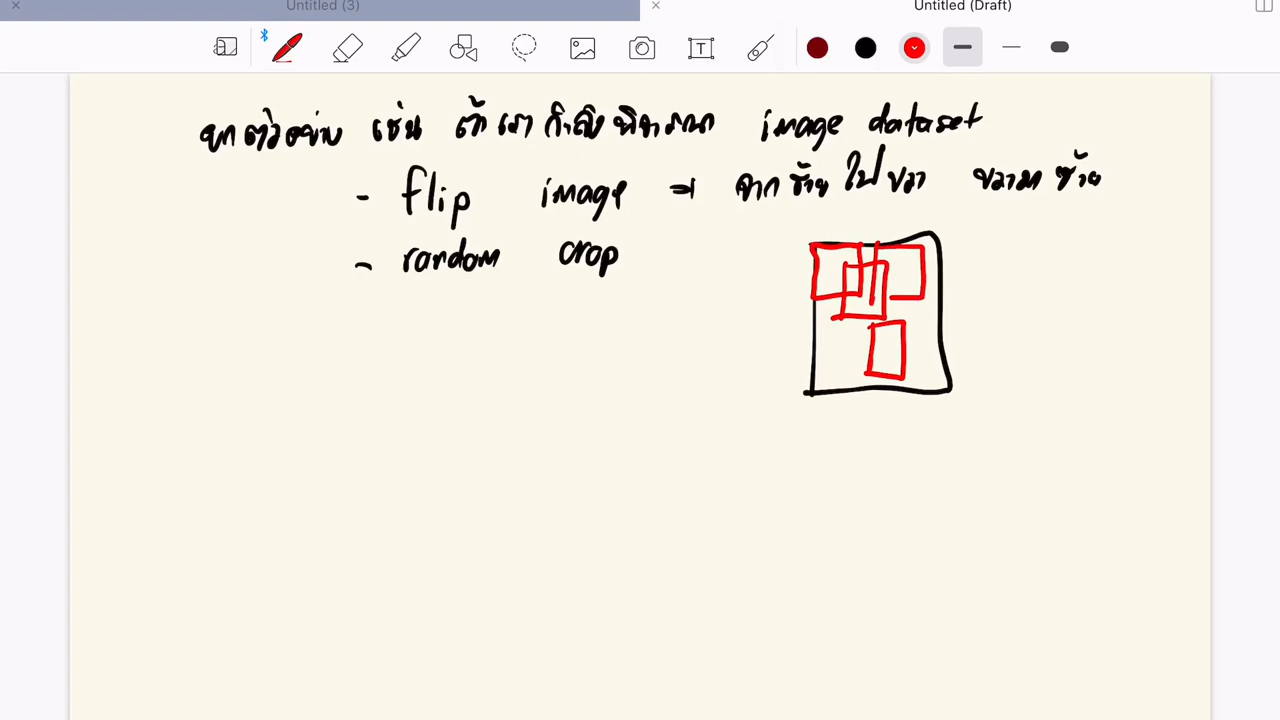 Untitled (3)
Untitled (Draft)
T
ยกตัวอย่าง เช่น ถ้าเรากำลังพิจารณา image dataset
- flip image ⇒ จากซ้ายไปขวา ขวามาซ้าย
- random crop